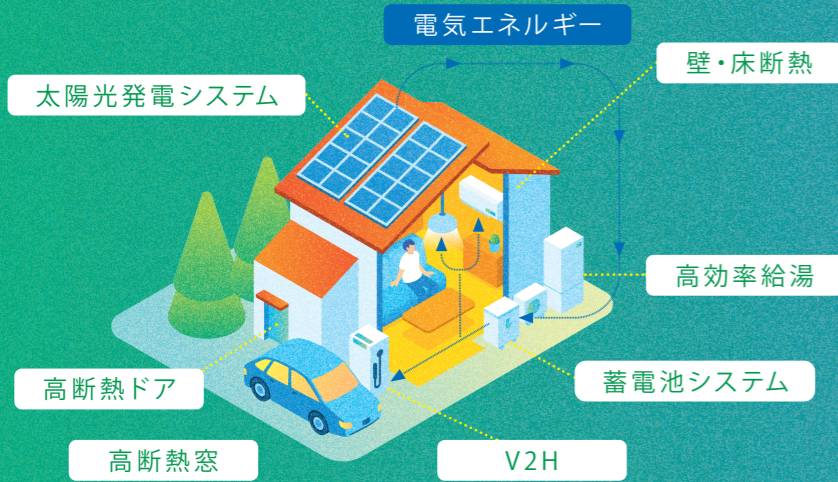 電気エネルギー
壁・床断熱
太陽光発電システム
高効率給湯
高断熱ドア
蓄電池システム
高断熱窓
V2H